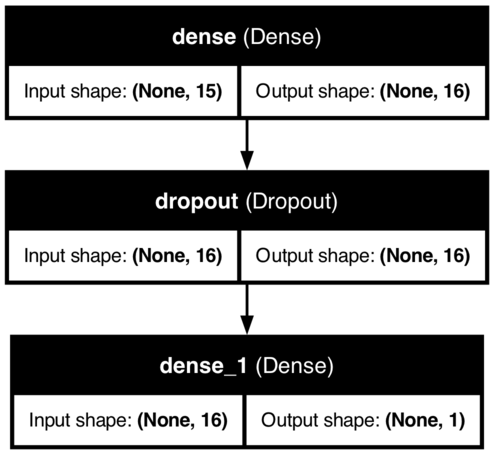 dense (Dense)
Input shape: (None, 15) Output shape: (None, 16)
dropout (Dropout)
Input shape: (None, 16) Output shape: (None, 16)
dense_1 (Dense)
Input shape: (None, 16) Output shape: (None, 1)